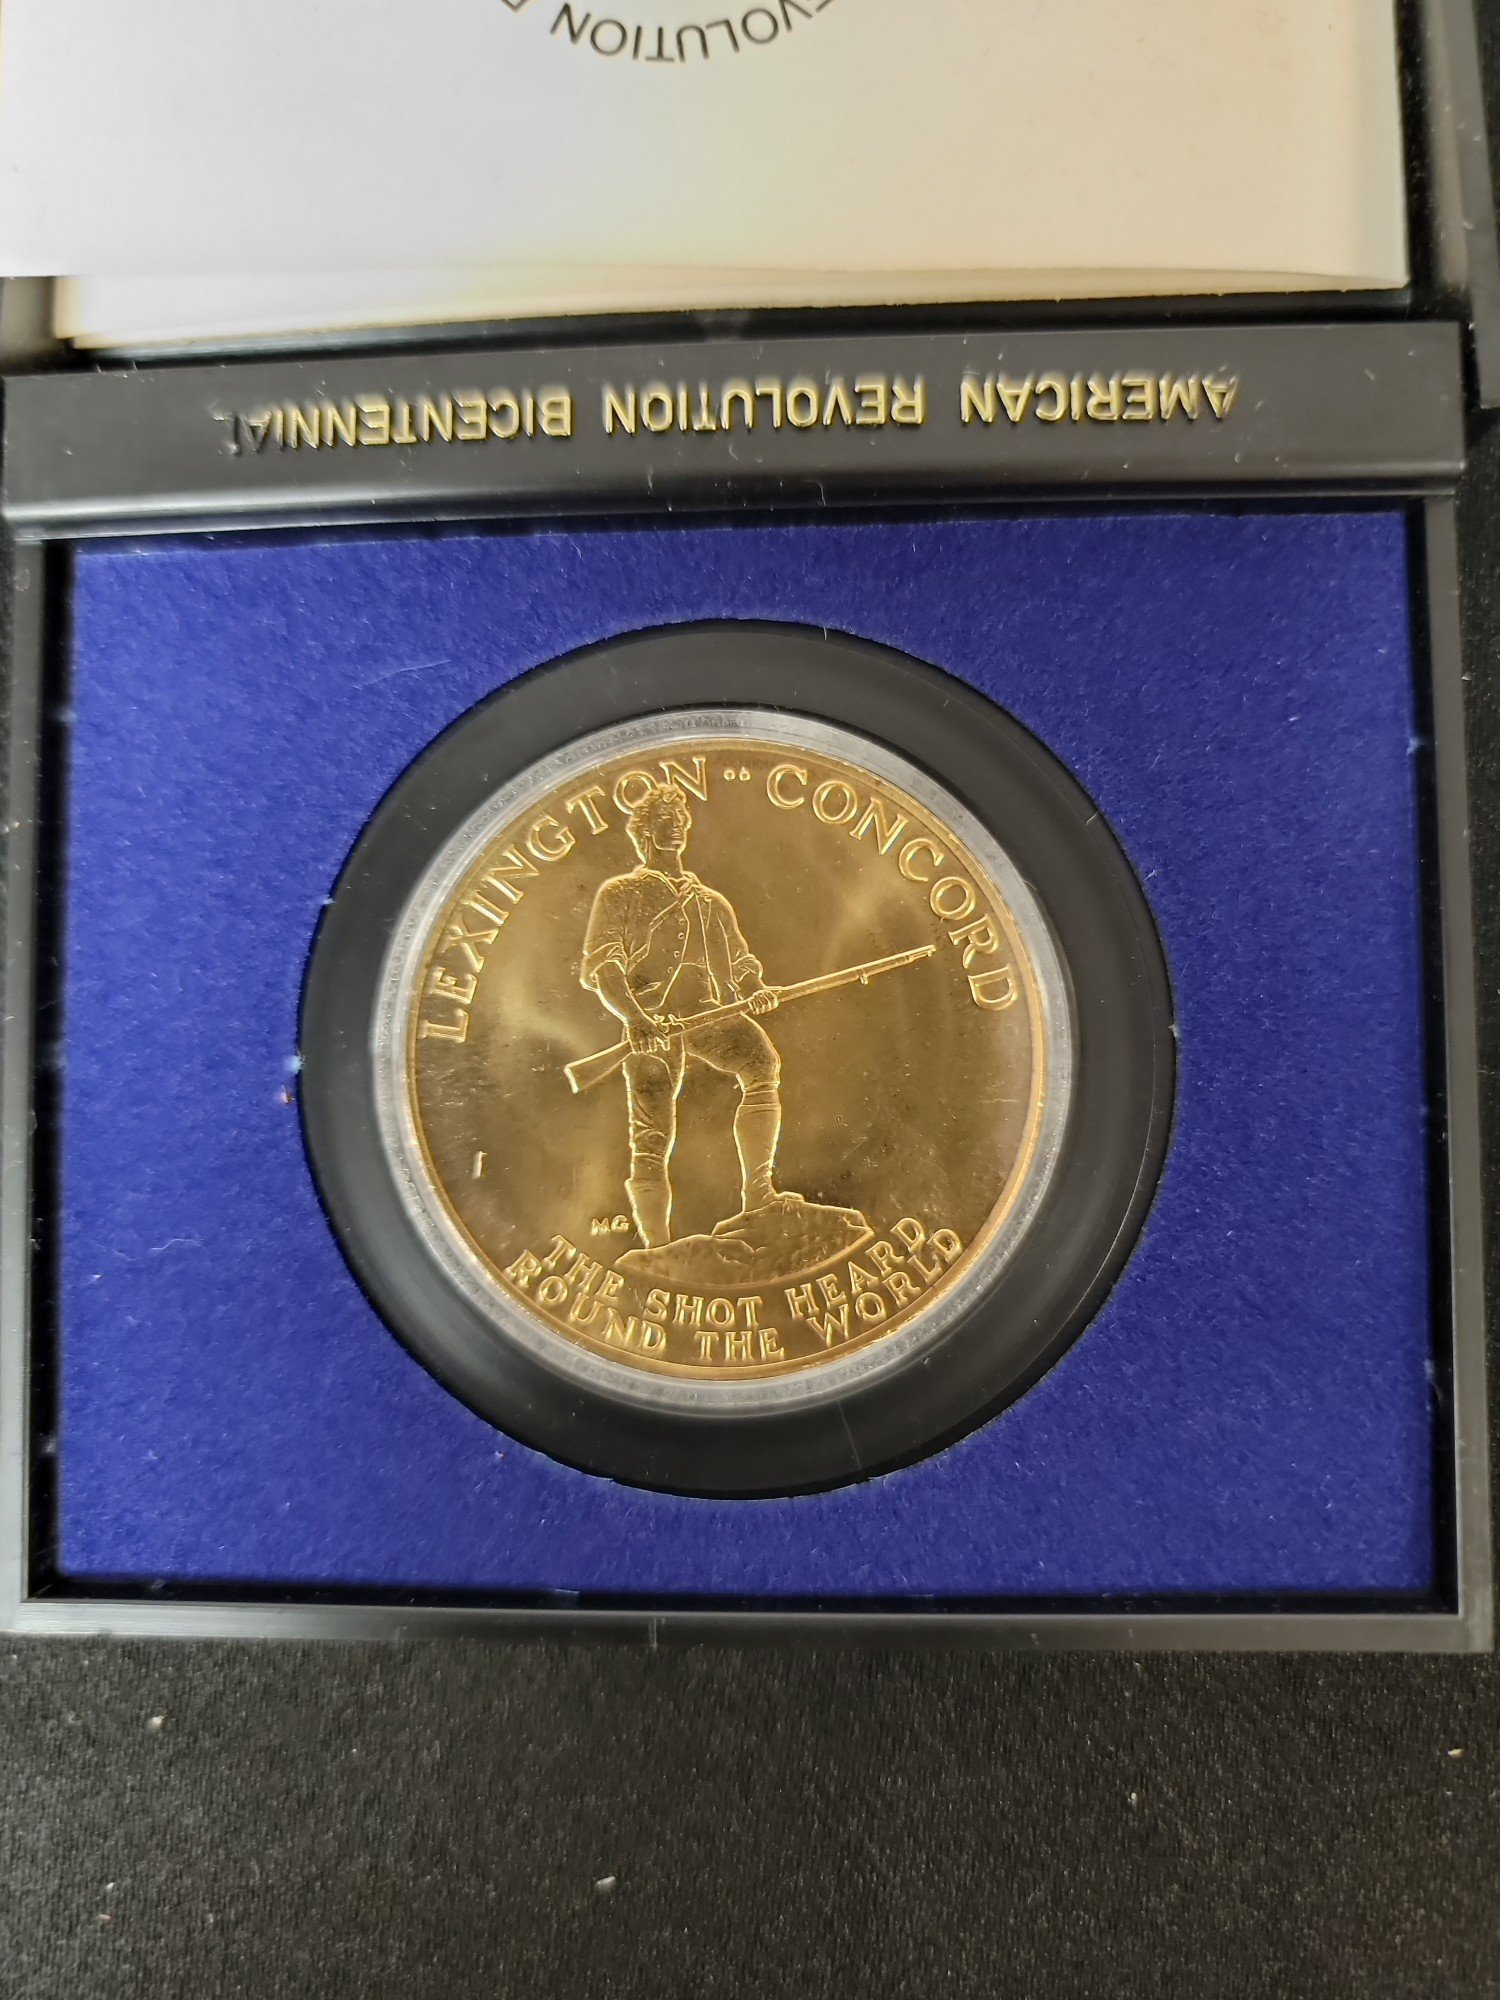 EVOLUTION
AMERICAN REVOLUTION BICENTENNIAL
LEXINGTON ·· CONCORD
MG
THE SHOT HEARD
ROUND THE WORLD